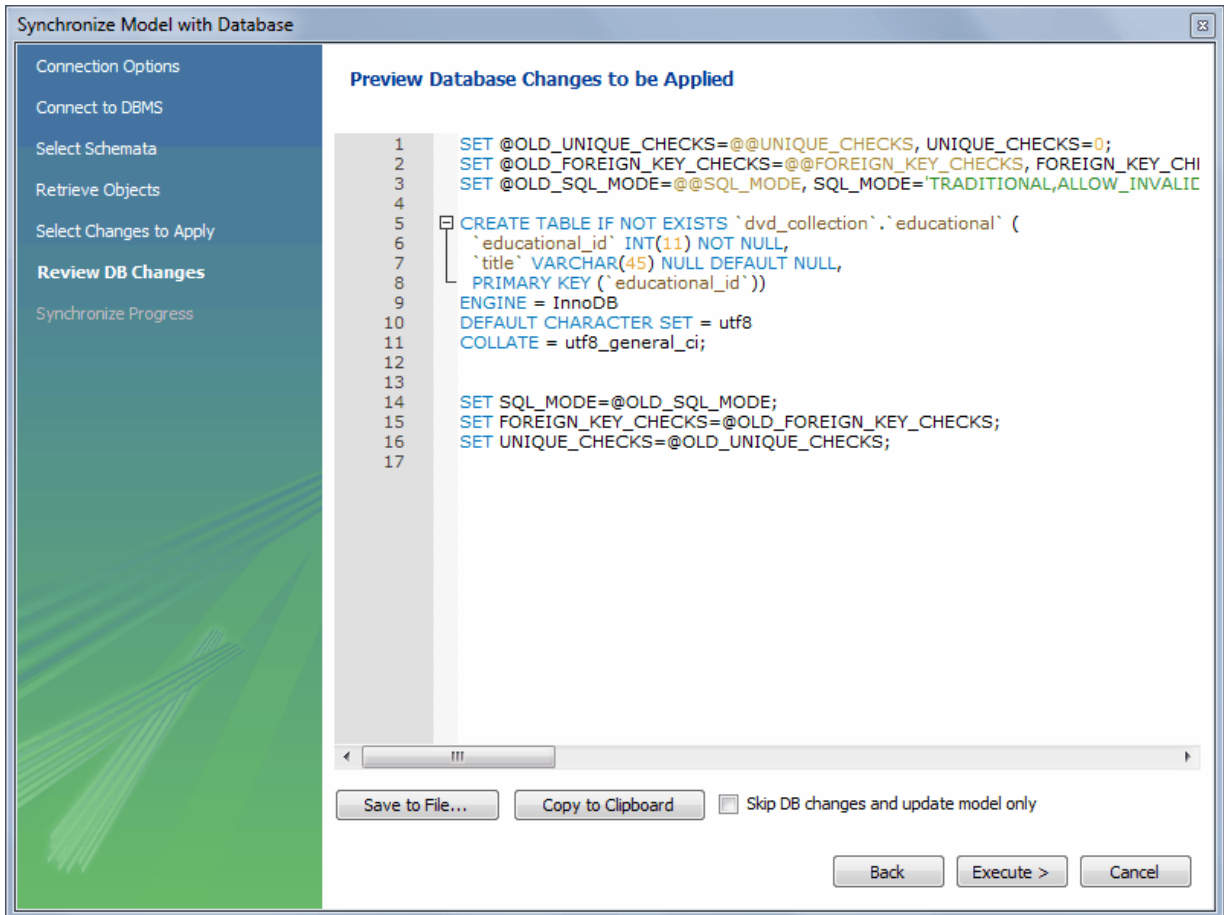 Synchronize Model with Database
Connection Options
Connect to DBMS
Select Schemata
Retrieve Objects
Select Changes to Apply
Review DB Changes
Synchronize Progress
Preview Database Changes to be Applied
1 SET @OLD_UNIQUE_CHECKS=@@UNIQUE_CHECKS, UNIQUE_CHECKS=0;
2 SET @OLD_FOREIGN_KEY_CHECKS=@@FOREIGN_KEY_CHECKS, FOREIGN_KEY_CH
3 SET @OLD_SQL_MODE=@@SQL_MODE, SQL_MODE='TRADITIONAL,ALLOW_INVALID
4
5 CREATE TABLE IF NOT EXISTS `dvd_collection`.`educational` (
6 `educational_id` INT(11) NOT NULL,
7 `title` VARCHAR(45) NULL DEFAULT NULL,
8 PRIMARY KEY (`educational_id`))
9 ENGINE = InnoDB
10 DEFAULT CHARACTER SET = utf8
11 COLLATE = utf8_general_ci;
12
13
14 SET SQL_MODE=@OLD_SQL_MODE;
15 SET FOREIGN_KEY_CHECKS=@OLD_FOREIGN_KEY_CHECKS;
16 SET UNIQUE_CHECKS=@OLD_UNIQUE_CHECKS;
17
Save to File... Copy to Clipboard Skip DB changes and update model only
Back Execute > Cancel